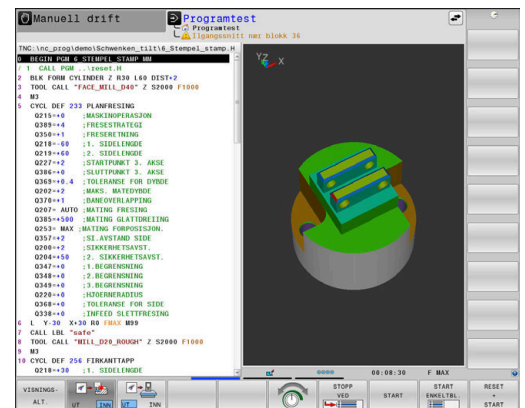 Manuell drift
Programtest
Programtest
Ilgangssnitt nær blokk 36
TNC:\nc_prog\demo\Schwenken_tilt\6_Stempel_stamp.H
0 BEGIN PGM 6_STEMPEL_STAMP MM
/ 1 CALL PGM ..\reset.H
2 BLK FORM CYLINDER Z R30 L60 DIST+2
3 TOOL CALL "FACE_MILL_D40" Z S2000 F1000
4 M3
5 CYCL DEF 233 PLANFRESING
Q215=+0 ;MASKINOPERASJON
Q389=+4 ;FRESESTRATEGI
Q350=+1 ;FRESERETNING
Q218=-60 ;1. SIDELENGDE
Q219=+60 ;2. SIDELENGDE
Q227=+2 ;STARTPUNKT 3. AKSE
Q386=+0 ;SLUTTPUNKT 3. AKSE
Q369=+0.4 ;TOLERANSE FOR DYBDE
Q202=+2 ;MAKS. MATEDYBDE
Q370=+1 ;BANEOVERLAPPING
Q207= AUTO ;MATING FRESING
Q385=+500 ;MATING GLATTDREIING
Q253= MAX ;MATING FORPOSISJON.
Q357=+2 ;SI.AVSTAND SIDE
Q200=+2 ;SIKKERHETSAVST.
Q204=+50 ;2. SIKKERHETSAVST.
Q347=+0 ;1.BEGRENSNING
Q348=+0 ;2.BEGRENSNING
Q349=+0 ;3.BEGRENSNING
Q220=+0 ;HJOERNERADIUS
Q368=+0 ;TOLERANSE FOR SIDE
Q338=+0 ;INFEED SLETTFRESING
6 L Y-30 X+30 R0 FMAX M99
7 CALL LBL "safe"
8 TOOL CALL "MILL_D20_ROUGH" Z S2000 F1000
9 M3
10 CYCL DEF 256 FIRKANTTAPP
Q218=+30 ;1. SIDELENGDE
YZ X
00:08:30 F MAX
VISNINGS-
ALT.
UT INN
UT INN
STOPP
VED
START
START
ENKELTBL.
RESET
+
START